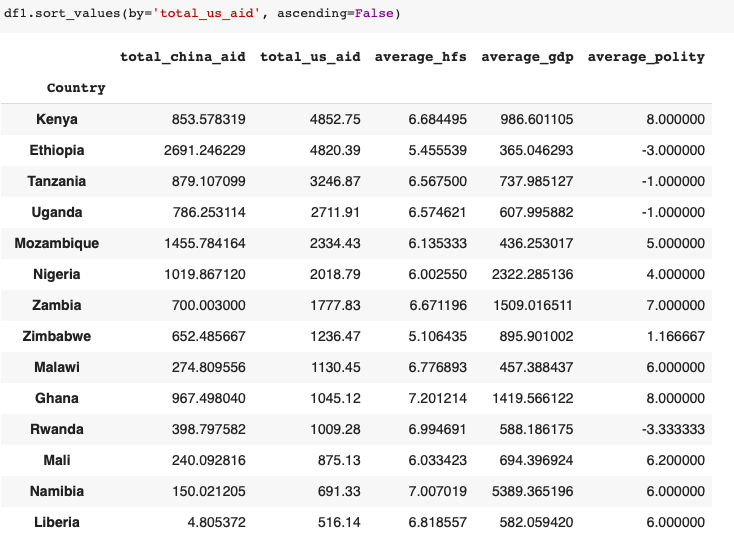 df1.sort_values(by='total_us_aid', ascending=False)
total_china_aid total_us_aid average_hfs average_gdp average_polity
Country
Kenya 853.578319 4852.75 6.684495 986.601105 8.000000
Ethiopia 2691.246229 4820.39 5.455539 365.046293 -3.000000
Tanzania 879.107099 3246.87 6.567500 737.985127 -1.000000
Uganda 786.253114 2711.91 6.574621 607.995882 -1.000000
Mozambique 1455.784164 2334.43 6.135333 436.253017 5.000000
Nigeria 1019.867120 2018.79 6.002550 2322.285136 4.000000
Zambia 700.003000 1777.83 6.671196 1509.016511 7.000000
Zimbabwe 652.485667 1236.47 5.106435 895.901002 1.166667
Malawi 274.809556 1130.45 6.776893 457.388437 6.000000
Ghana 967.498040 1045.12 7.201214 1419.566122 8.000000
Rwanda 398.797582 1009.28 6.994691 588.186175 -3.333333
Mali 240.092816 875.13 6.033423 694.396924 6.200000
Namibia 150.021205 691.33 7.007019 5389.365196 6.000000
Liberia 4.805372 516.14 6.818557 582.059420 6.000000